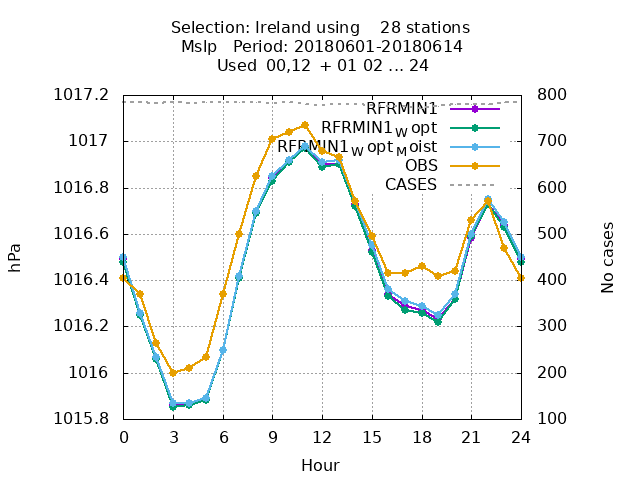 Selection: Ireland using 28 stations
Mslp Period: 20180601-20180614
Used 00,12 + 01 02 ... 24
1017.2
1017
1016.8
1016.6
1016.4
1016.2
1016
1015.8
hPa
800
700
600
500
400
300
200
100
No cases
RFRMIN1
RFRMIN1_W opt
RFRMIN1_W opt_M oist
OBS
CASES
0 3 6 9 12 15 18 21 24
Hour